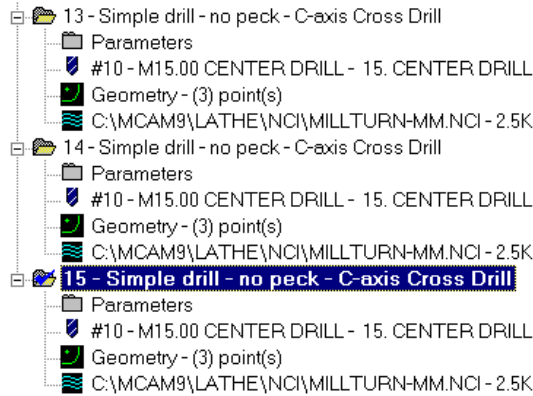 13 - Simple drill - no peck - C-axis Cross Drill
Parameters
#10 - M15.00 CENTER DRILL - 15. CENTER DRILL
Geometry - (3) point(s)
C:\MCAM9\LATHE\NCI\MILLTURN-MM.NCI - 2.5K
14 - Simple drill - no peck - C-axis Cross Drill
Parameters
#10 - M15.00 CENTER DRILL - 15. CENTER DRILL
Geometry - (3) point(s)
C:\MCAM9\LATHE\NCI\MILLTURN-MM.NCI - 2.5K
15 - Simple drill - no peck - C-axis Cross Drill
Parameters
#10 - M15.00 CENTER DRILL - 15. CENTER DRILL
Geometry - (3) point(s)
C:\MCAM9\LATHE\NCI\MILLTURN-MM.NCI - 2.5K